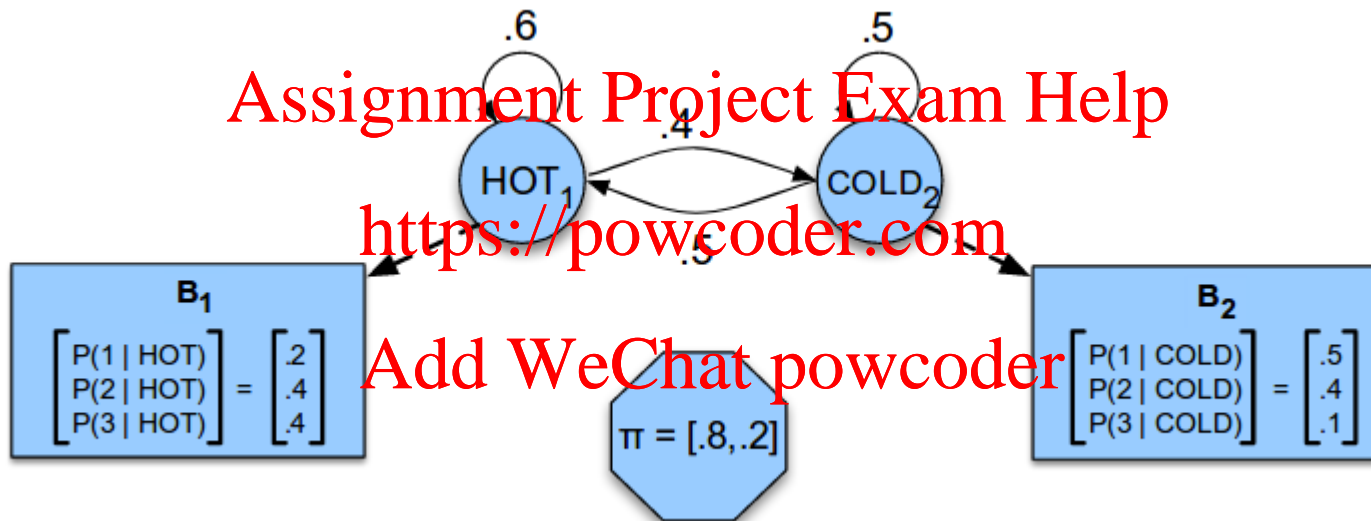 .6
.5
Assignment Project Exam Help
.4
HOT1
COLD2
https://powcoder.com
.5
B1
P(1 | HOT)
P(2 | HOT)
P(3 | HOT)
=
.2
.4
.4
Add WeChat powcoder
π = [.8,.2]
B2
P(1 | COLD)
P(2 | COLD)
P(3 | COLD)
=
.5
.4
.1